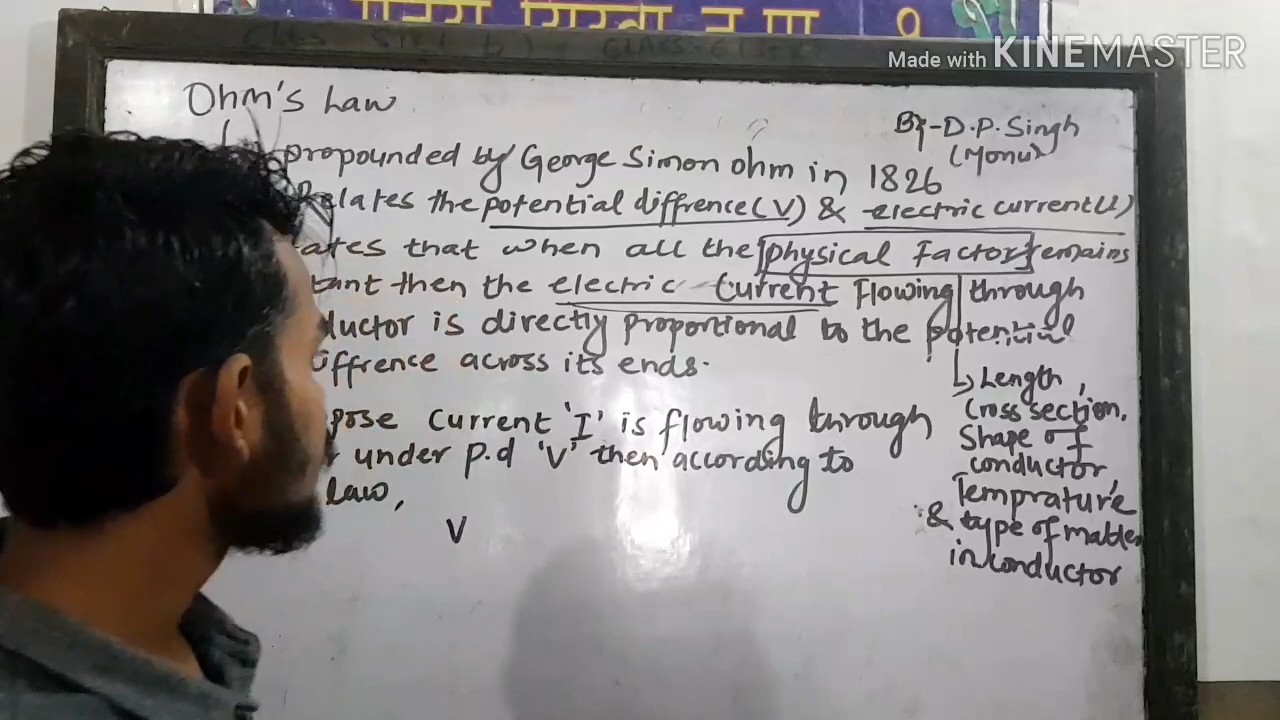 Made with KINEMASTER
Ohm's Law
By-D.P.Singh
(Monu)
propounded by George Simon ohm in 1826
Relates the potential diffrence(V) & electric current(I)
ates that when all the physical Factors remains
tant then the electric Current Flowing through
ductor is directly proportional to the potential
iffrence across its ends.
pose Current 'I' is flowing through
under p.d 'V' then according to
law,
V
↳ Length,
Cross section,
Shape of
conductor,
Temprature
& type of matter
in conductor